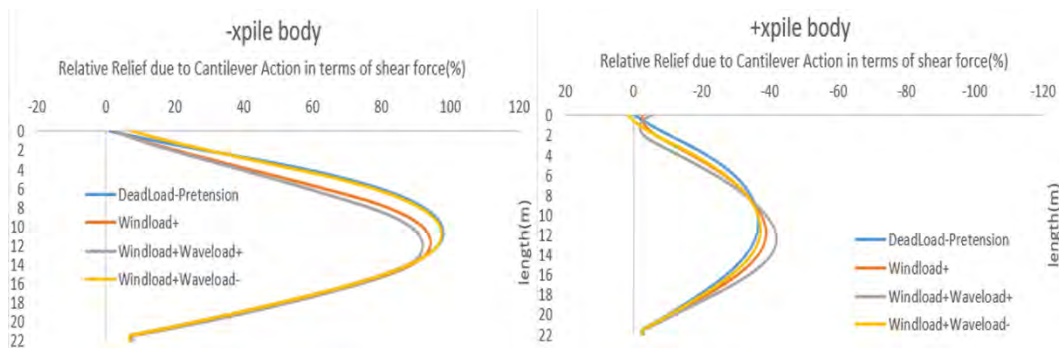 -xpile body
Relative Relief due to Cantilever Action in terms of shear force(%)
-20 0 20 40 60 80 100 120
0
2
4
6
8
10
12
14
16
18
20
22
DeadLoad-Pretension
Windload+
Windload+Waveload+
Windload+Waveload-
length(m)
+xpile body
Relative Relief due to Cantilever Action in terms of shear force(%)
20 0 -20 -40 -60 -80 -100 -120
0
2
4
6
8
10
12
14
16
18
20
22
DeadLoad-Pretension
Windload+
Windload+Waveload+
Windload+Waveload-
length(m)